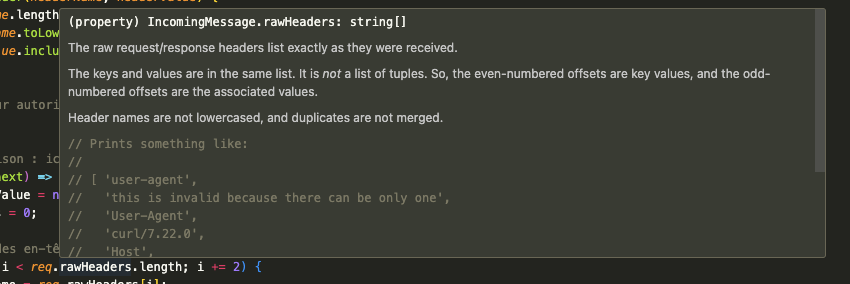 me.length
(property) IncomingMessage.rawHeaders: string[]
me.toLow
The raw request/response headers list exactly as they were received.
ue.inclu
The keys and values are in the same list. It is not a list of tuples. So, the even-numbered offsets are key values, and the odd-
numbered offsets are the associated values.
ur autori
Header names are not lowercased, and duplicates are not merged.
// Prints something like:
ison : ic
//
next) =>
// [ 'user-agent',
Value = n
//   'this is invalid because there can be only one',
= 0;
//   'User-Agent',
//   'curl/7.22.0',
des en-tê
//   'Host',
i < req.rawHeaders.length; i += 2) {
me = req.rawHeaders[i];